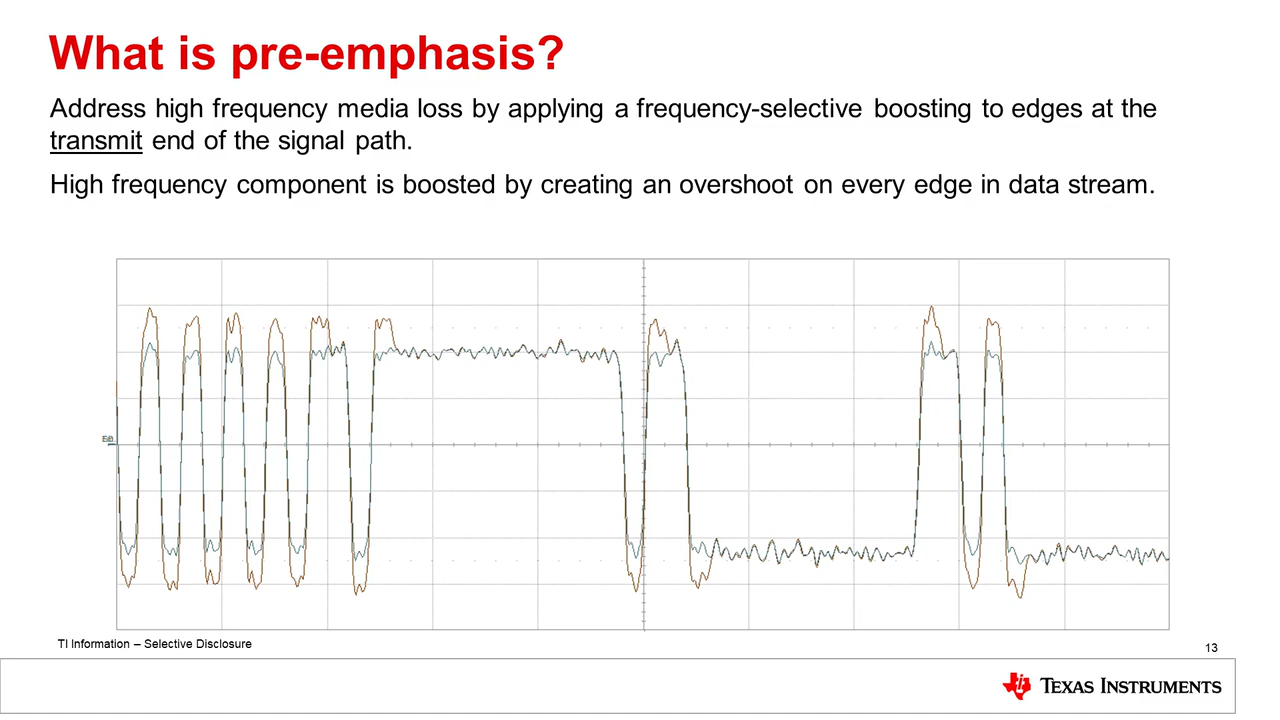 What is pre-emphasis?
Address high frequency media loss by applying a frequency-selective boosting to edges at the
transmit end of the signal path.
High frequency component is boosted by creating an overshoot on every edge in data stream.
TI Information – Selective Disclosure
13
TEXAS INSTRUMENTS